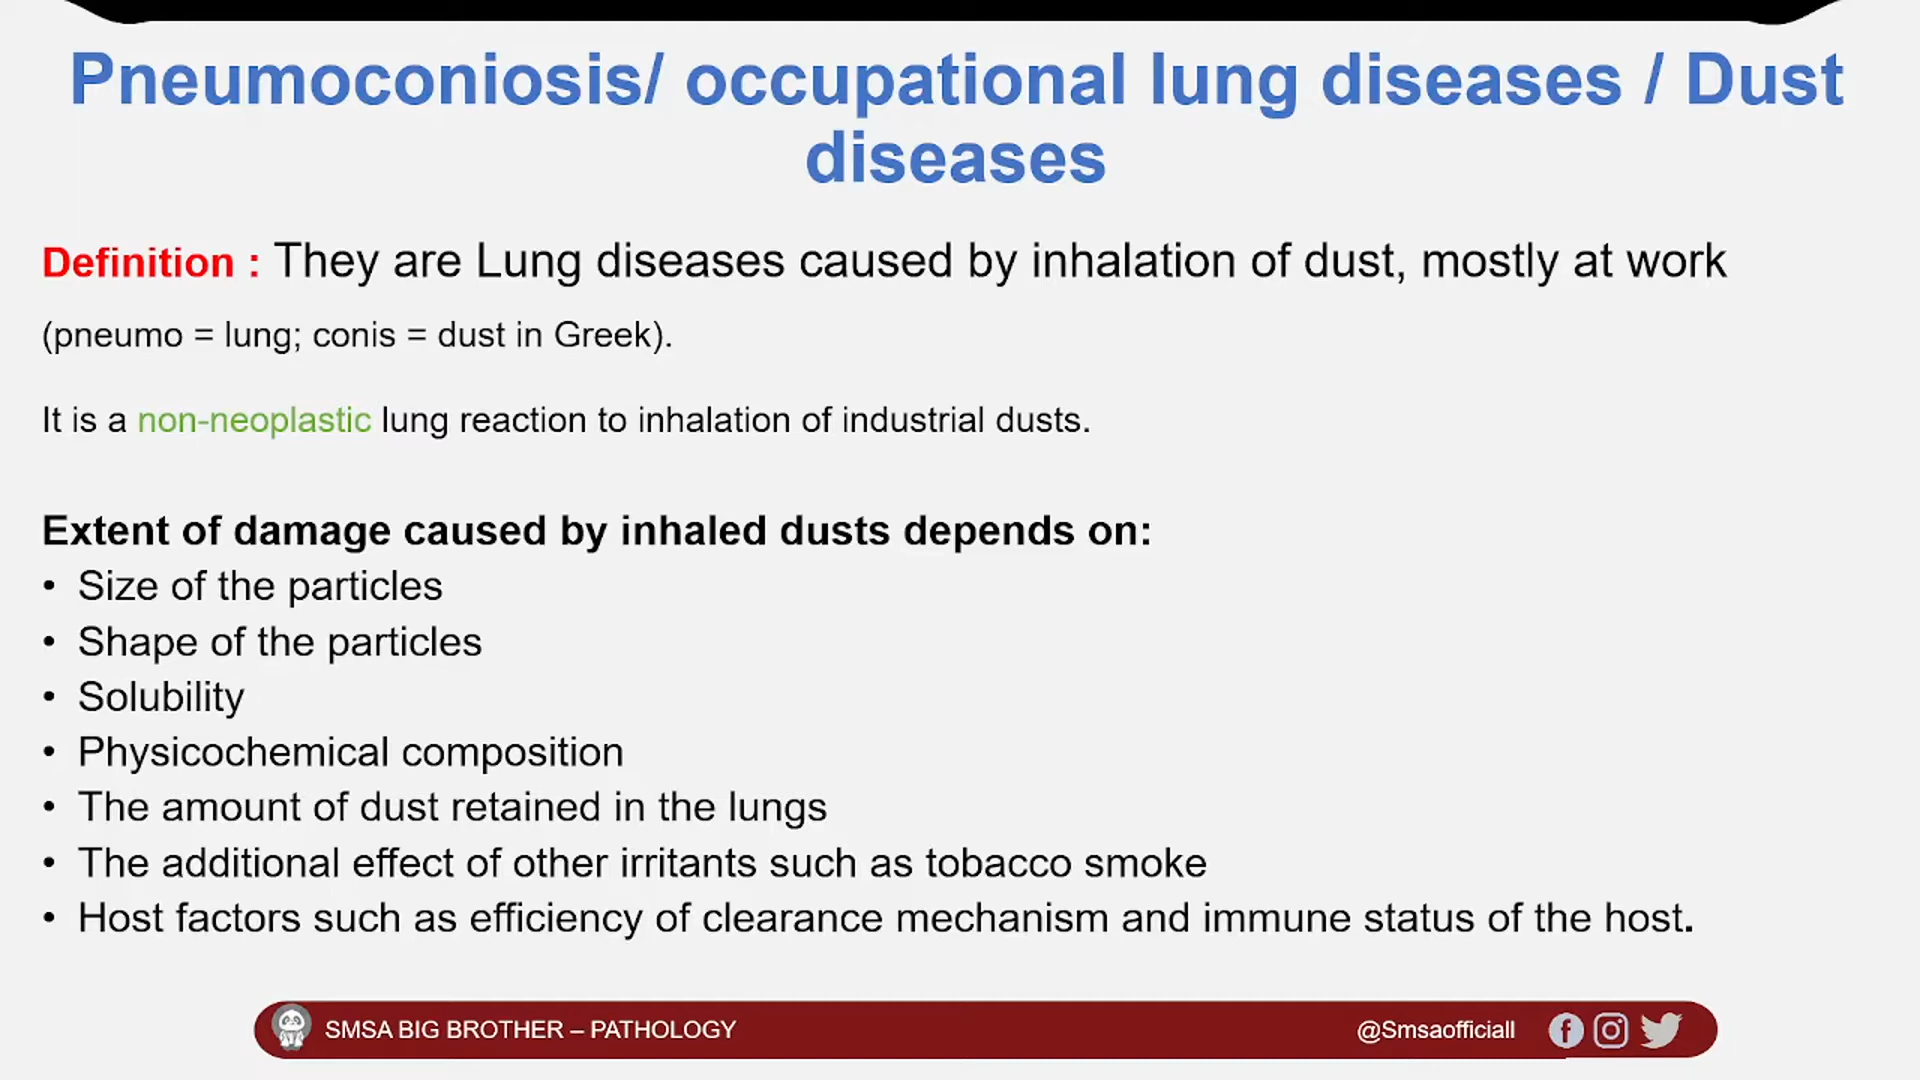 Pneumoconiosis/ occupational lung diseases / Dust
diseases
Definition : They are Lung diseases caused by inhalation of dust, mostly at work
(pneumo = lung; conis = dust in Greek).
It is a non-neoplastic lung reaction to inhalation of industrial dusts.
Extent of damage caused by inhaled dusts depends on:
• Size of the particles
• Shape of the particles
• Solubility
• Physicochemical composition
• The amount of dust retained in the lungs
• The additional effect of other irritants such as tobacco smoke
• Host factors such as efficiency of clearance mechanism and immune status of the host.
SMSA BIG BROTHER – PATHOLOGY @Smsaofficiall